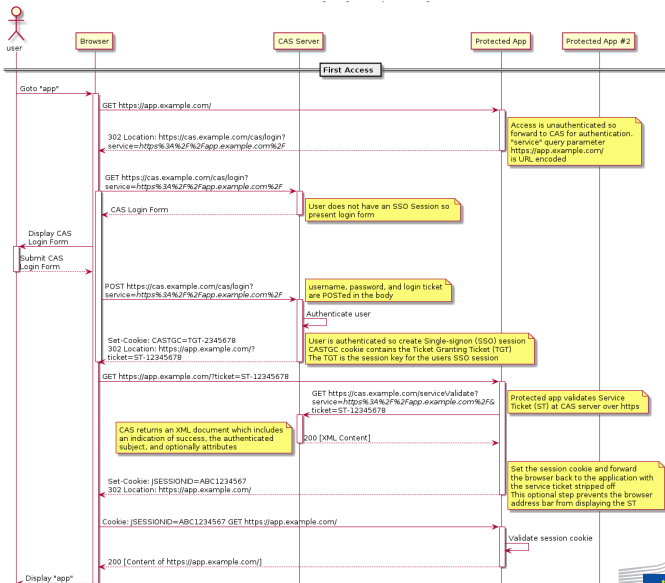 user
Browser
CAS Server
Protected App
Protected App #2
First Access
Goto "app"
GET https://app.example.com/
Access is unauthenticated so
forward to CAS for authentication.
"service" query parameter
https://app.example.com/
is URL encoded
302 Location: https://cas.example.com/cas/login?
service=https%3A%2F%2Fapp.example.com%2F
GET https://cas.example.com/cas/login?
service=https%3A%2F%2Fapp.example.com%2F
User does not have an SSO Session so
present login form
CAS Login Form
Display CAS
Login Form
Submit CAS
Login Form
POST https://cas.example.com/cas/login?
service=https%3A%2F%2Fapp.example.com%2F
username, password, and login ticket
are POSTed in the body
Authenticate user
Set-Cookie: CASTGC=TGT-2345678
302 Location: https://app.example.com/?
ticket=ST-12345678
User is authenticated so create Single-signon (SSO) session
CASTGC cookie contains the Ticket Granting Ticket (TGT)
The TGT is the session key for the users SSO session
GET https://app.example.com/?ticket=ST-12345678
GET https://cas.example.com/serviceValidate?
service=https%3A%2F%2Fapp.example.com%2F&
ticket=ST-12345678
Protected app validates Service
Ticket (ST) at CAS server over https
CAS returns an XML document which includes
an indication of success, the authenticated
subject, and optionally attributes
200 [XML Content]
Set the session cookie and forward
the browser back to the application with
the service ticket stripped off
This optional step prevents the browser
address bar from displaying the ST
Set-Cookie: JSESSIONID=ABC1234567
302 Location: https://app.example.com/
Cookie: JSESSIONID=ABC1234567 GET https://app.example.com/
Validate session cookie
200 [Content of https://app.example.com/]
Display "app"